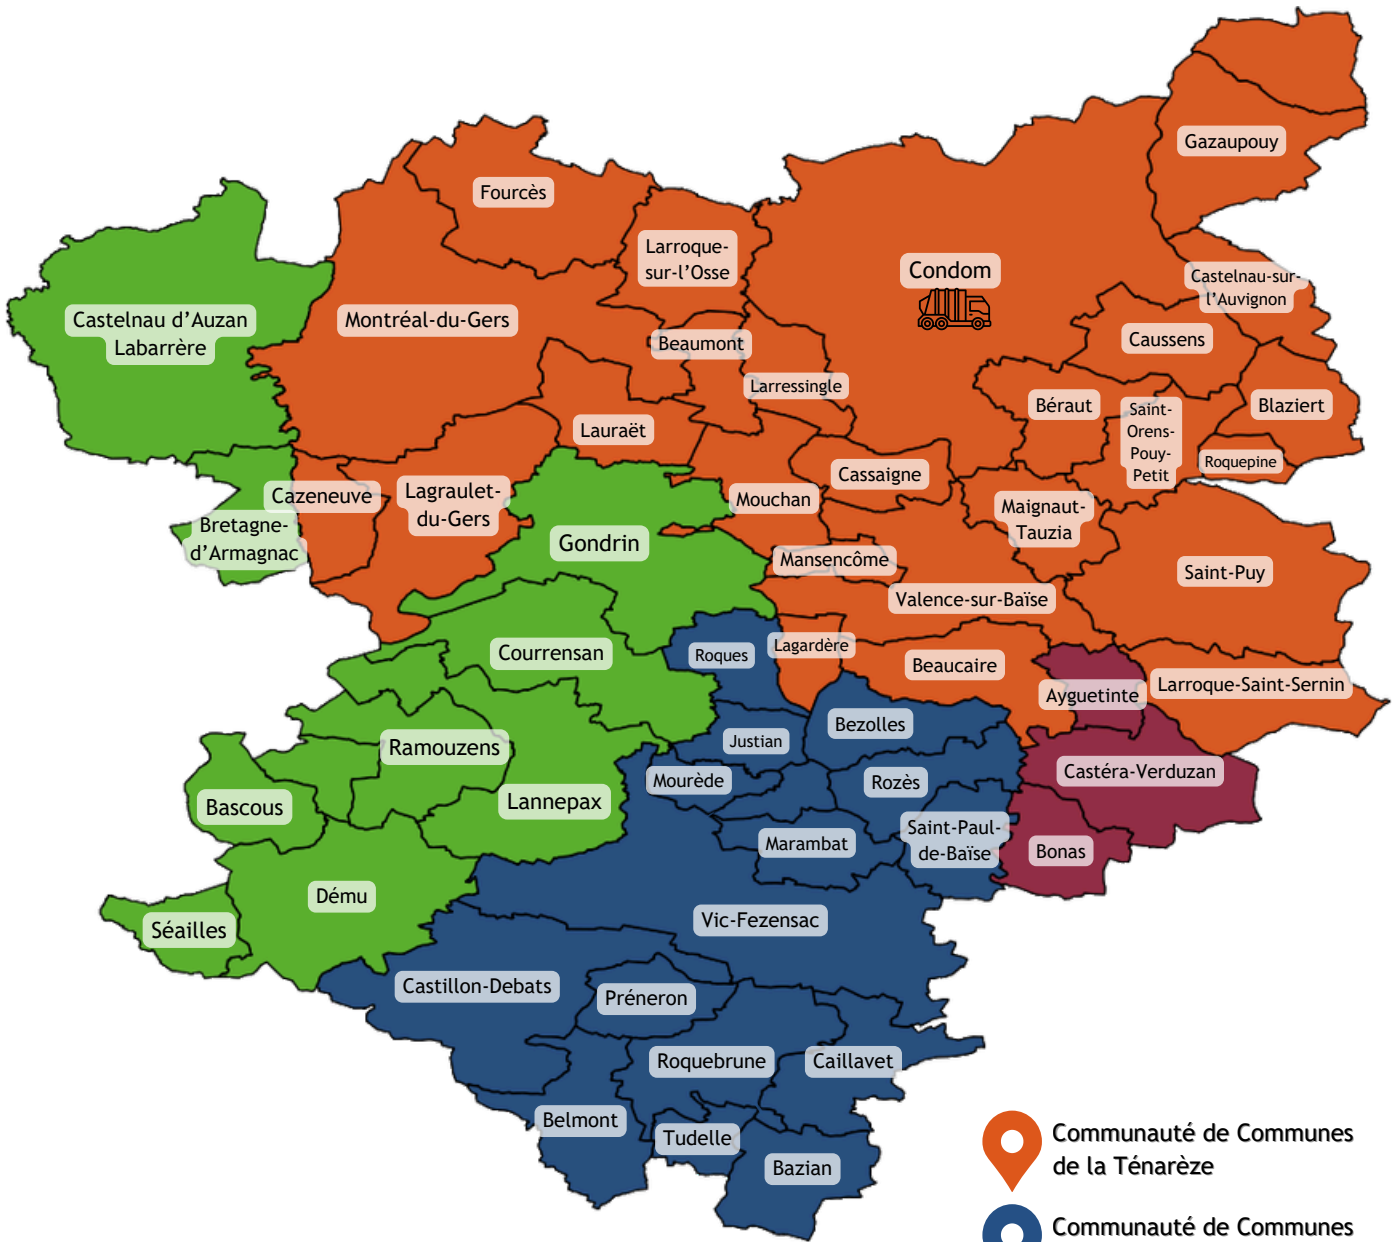 Gazaupouy
Fourcès
Larroque-
sur-l'Osse
Condom
Castelnau-sur-
l'Auvignon
Castelnau d'Auzan
Labarrère
Montréal-du-Gers
Beaumont
Caussens
Larressingle
Béraut
Saint-
Orens-
Pouy-
Petit
Blaziert
Lauraët
Roquepine
Cassaigne
Cazeneuve
Lagraulet-
du-Gers
Mouchan
Maignaut-
Tauzia
Bretagne-
d'Armagnac
Gondrin
Mansencôme
Saint-Puy
Valence-sur-Baïse
Courrensan
Roques
Lagardère
Beaucaire
Ayguetinte
Larroque-Saint-Sernin
Ramouzens
Justian
Bezolles
Mourède
Rozès
Castéra-Verduzan
Bascous
Lannepax
Marambat
Saint-Paul-
de-Baïse
Bonas
Dému
Séailles
Vic-Fezensac
Castillon-Debats
Préneron
Roquebrune
Caillavet
Belmont
Tudelle
Bazian
Communauté de Communes
de la Ténarèze
Communauté de Communes